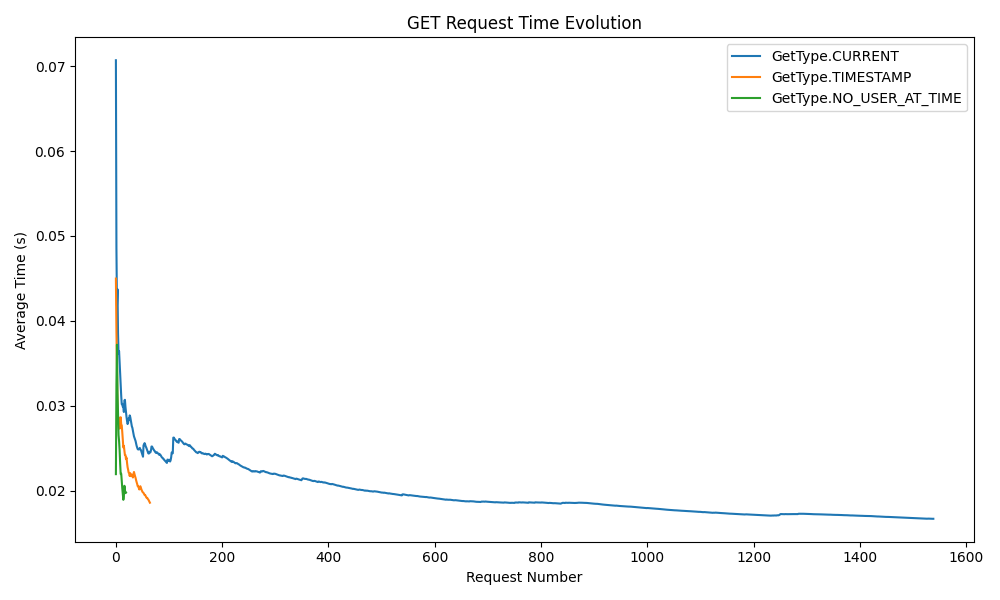 GET Request Time Evolution
GetType.CURRENT
GetType.TIMESTAMP
GetType.NO_USER_AT_TIME
Average Time (s)
0.07
0.06
0.05
0.04
0.03
0.02
0 200 400 600 800 1000 1200 1400 1600
Request Number